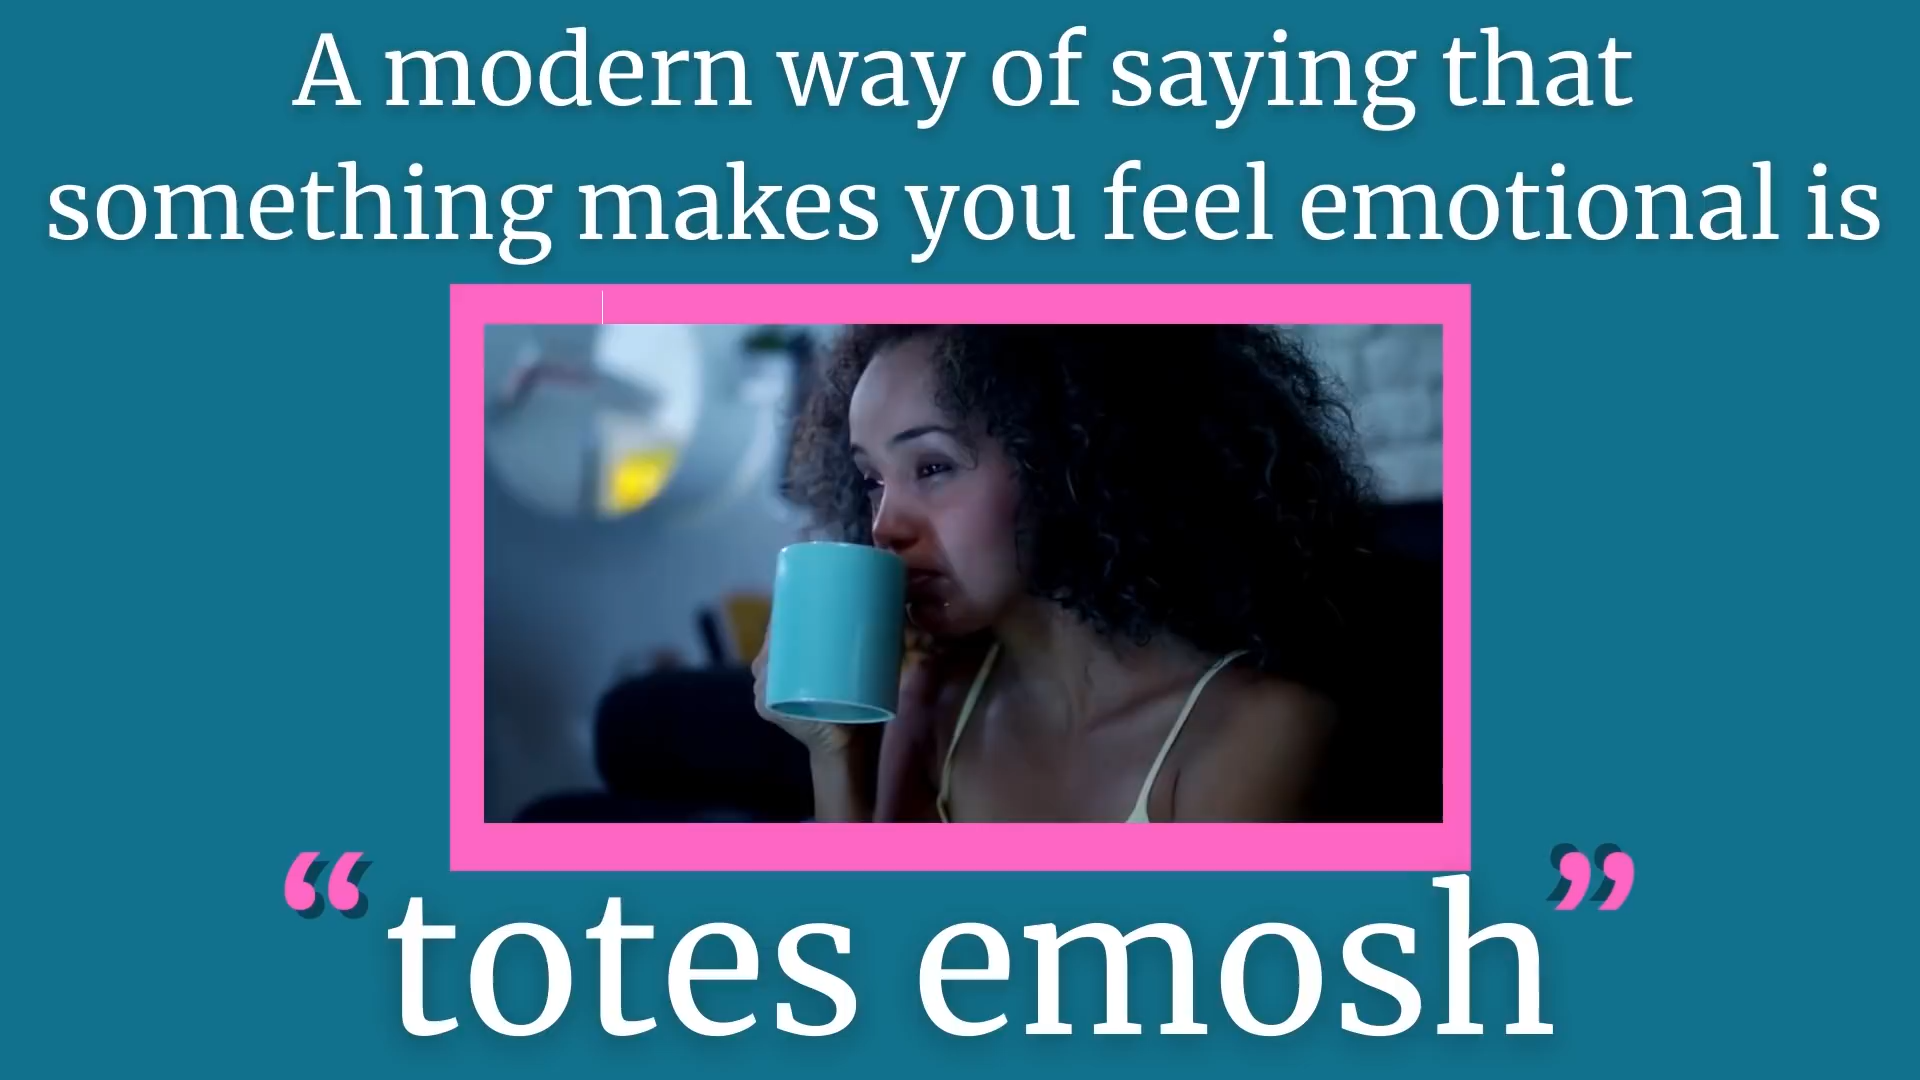 A modern way of saying that
something makes you feel emotional is
“totes emosh”